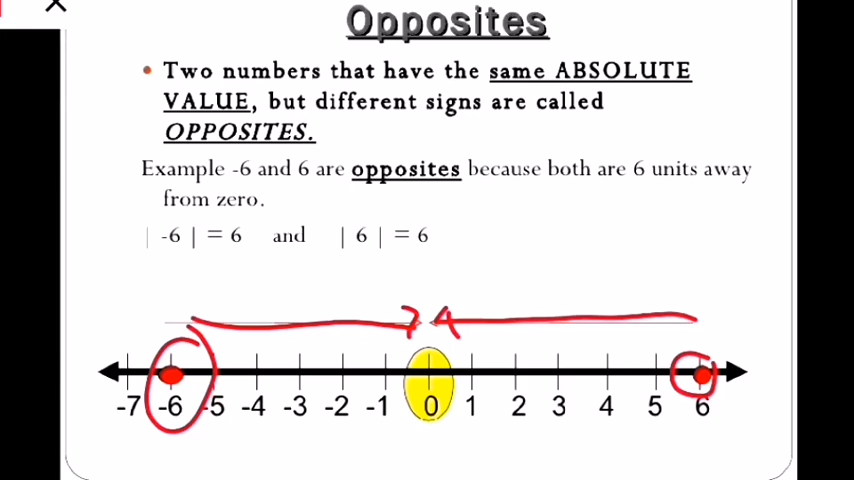 Opposites
• Two numbers that have the same ABSOLUTE
VALUE, but different signs are called
OPPOSITES.
Example -6 and 6 are opposites because both are 6 units away
from zero.
| -6 | = 6 and | 6 | = 6
-7 -6 -5 -4 -3 -2 -1 0 1 2 3 4 5 6